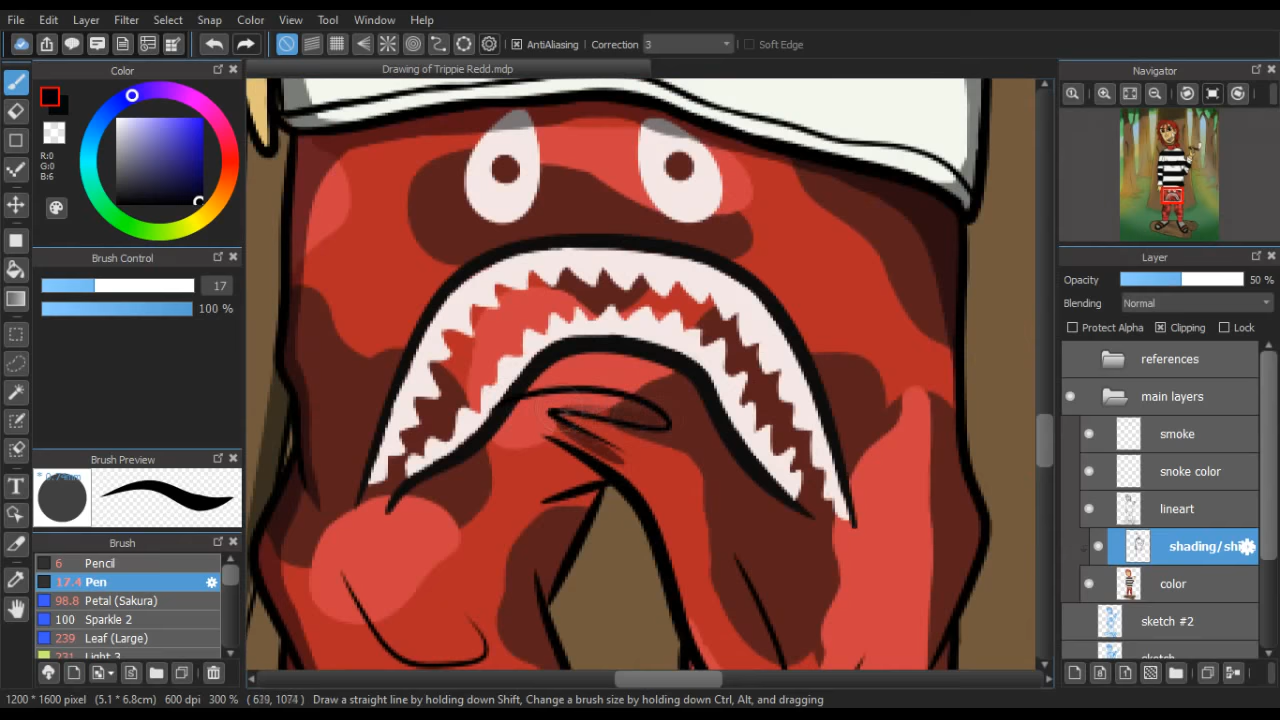 File Edit Layer Filter Select Snap Color View Tool Window Help
AntiAliasing Correction 3 Soft Edge
Color
R:0
G:0
B:6
Brush Control
17
100 %
Brush Preview
Brush
6 Pencil
17.4 Pen
98.8 Petal (Sakura)
100 Sparkle 2
239 Leaf (Large)
231 Light 3
Drawing of Trippie Redd.mdp
Navigator
Layer
Opacity 50 %
Blending Normal
Protect Alpha Clipping Lock
references
main layers
smoke
snoke color
lineart
color
sketch #2
sketch
1200 * 1600 pixel (5.1 * 6.8cm) 600 dpi 300 % ( 639, 1074 ) Draw a straight line by holding down Shift, Change a brush size by holding down Ctrl, Alt, and dragging